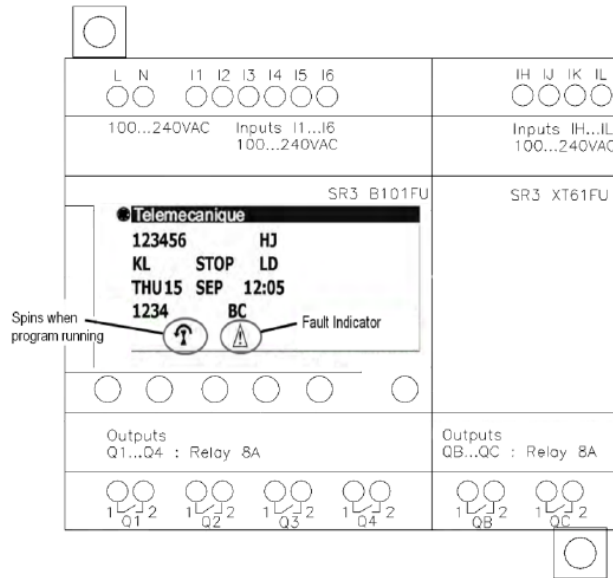 L N I1 I2 I3 I4 I5 I6 IH IJ IK IL
100...240VAC Inputs I1...I6 Inputs IH...IL
100...240VAC 100...240VAC
SR3 B101FU SR3 XT61FU
Telemecanique
123456 HJ
KL STOP LD
THU15 SEP 12:05
1234 BC
Spins when
program running
Fault Indicator
Outputs Outputs
Q1...Q4 : Relay 8A QB...QC : Relay 8A
1 2 1 2 1 2 1 2 1 2 1 2
Q1 Q2 Q3 Q4 QB QC